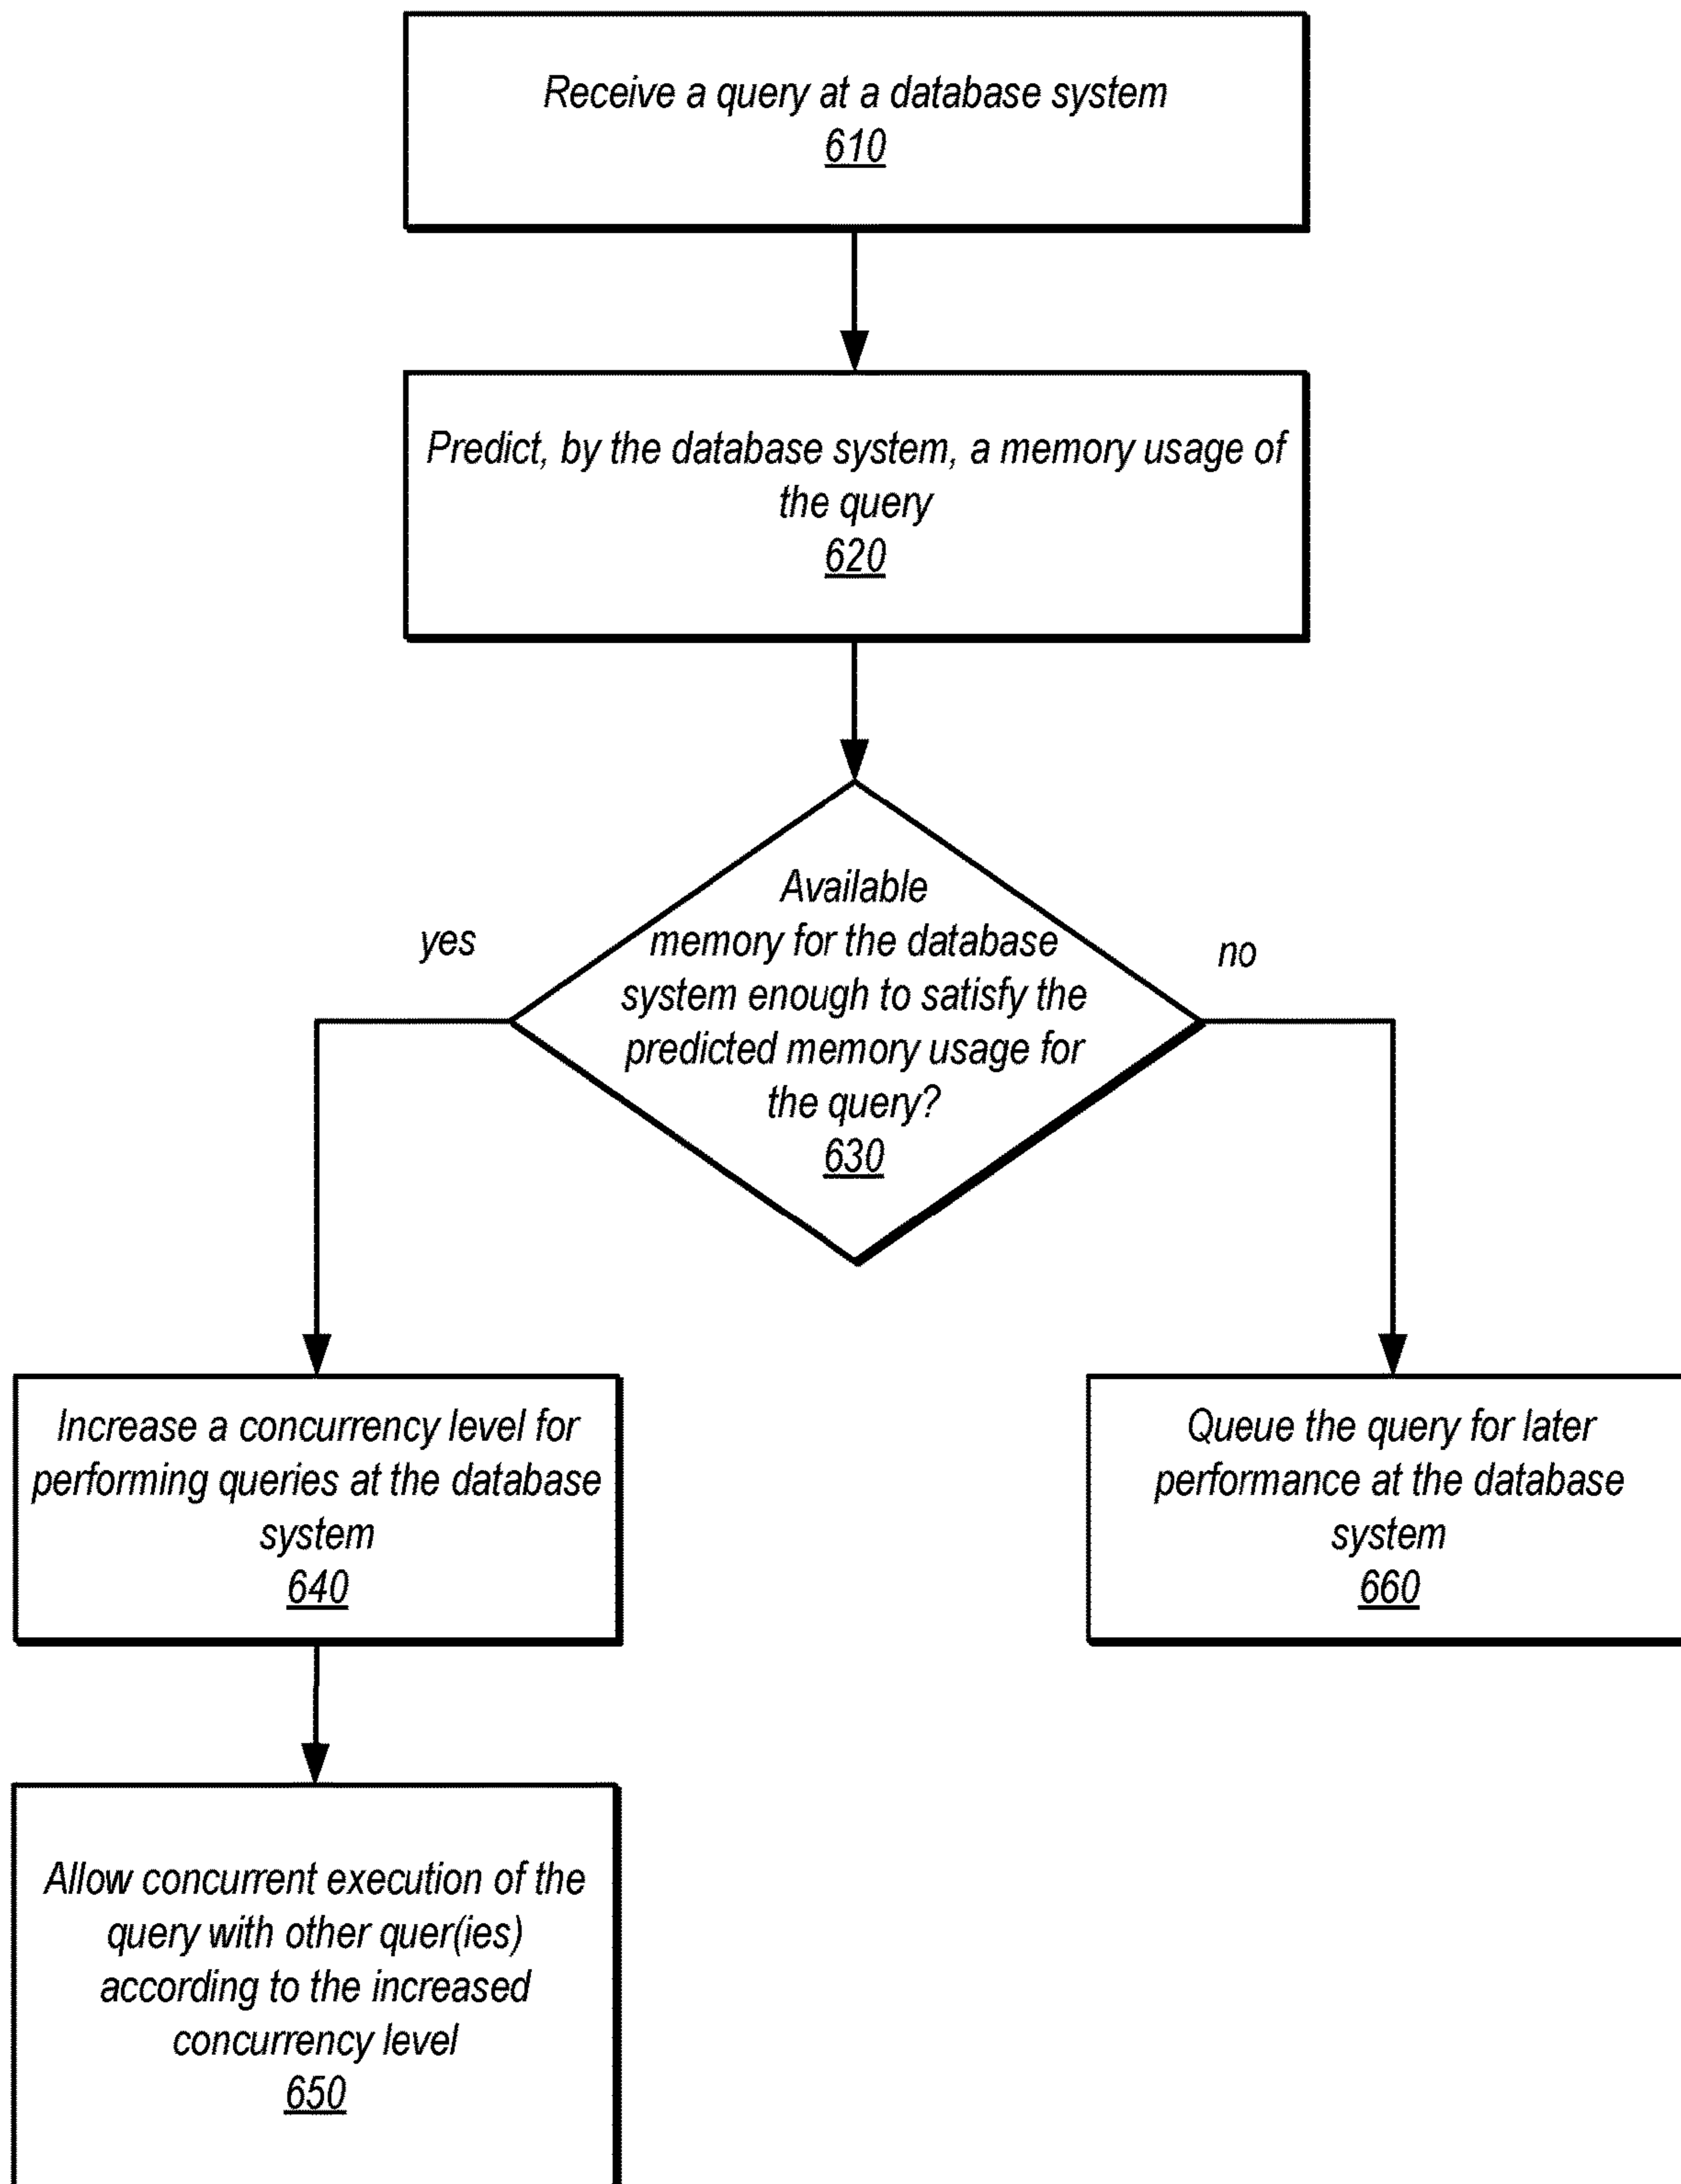 Receive a query at a database system
610
Predict, by the database system, a memory usage of
the query
620
Available
memory for the database
system enough to satisfy the
predicted memory usage for
the query?
630
yes
no
Increase a concurrency level for
performing queries at the database
system
640
Queue the query for later
performance at the database
system
660
Allow concurrent execution of the
query with other quer(ies)
according to the increased
concurrency level
650